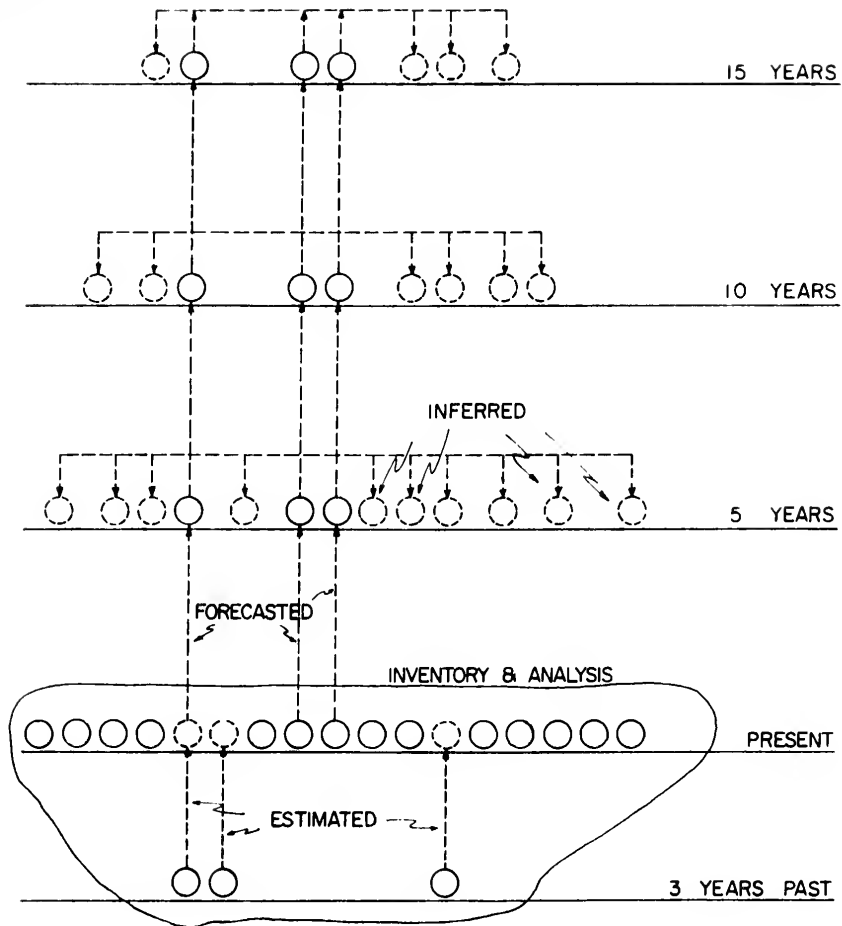 15 YEARS
10 YEARS
INFERRED
5 YEARS
FORECASTED
INVENTORY & ANALYSIS
PRESENT
ESTIMATED
3 YEARS PAST